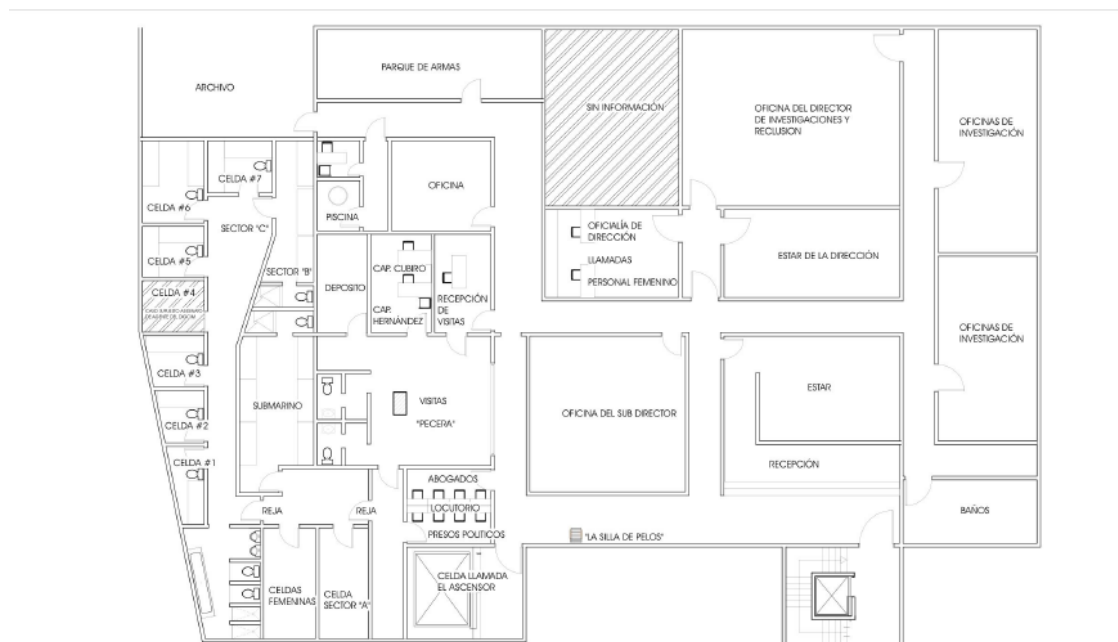 PARQUE DE ARMAS
ARCHIVO
SIN INFORMACIÓN
OFICINA DEL DIRECTOR
DE INVESTIGACIONES Y
RECLUSION
OFICINAS DE
INVESTIGACIÓN
CELDA #7
CELDA #6
OFICINA
PISCINA
SECTOR "C"
OFICIALÍA DE
DIRECCIÓN
LLAMADAS
PERSONAL FEMENINO
ESTAR DE LA DIRECCIÓN
CELDA #5
SECTOR "B"
CAP. CUBIRO
DEPOSITO
CELDA #4
RECEPCIÓN
DE
VISITAS
CAP.
HERNÁNDEZ
OFICINAS DE
INVESTIGACIÓN
CELDA #3
ESTAR
SUBMARINO
VISITAS
"PECERA"
OFICINA DEL SUB DIRECTOR
CELDA #2
CELDA #1
RECEPCIÓN
ABOGADOS
REJA
REJA
LOCUTORIO
BAÑOS
PRESOS POLITICOS
"LA SILLA DE PELOS"
CELDA LLAMADA
EL ASCENSOR
CELDAS
FEMENINAS
CELDA
SECTOR "A"